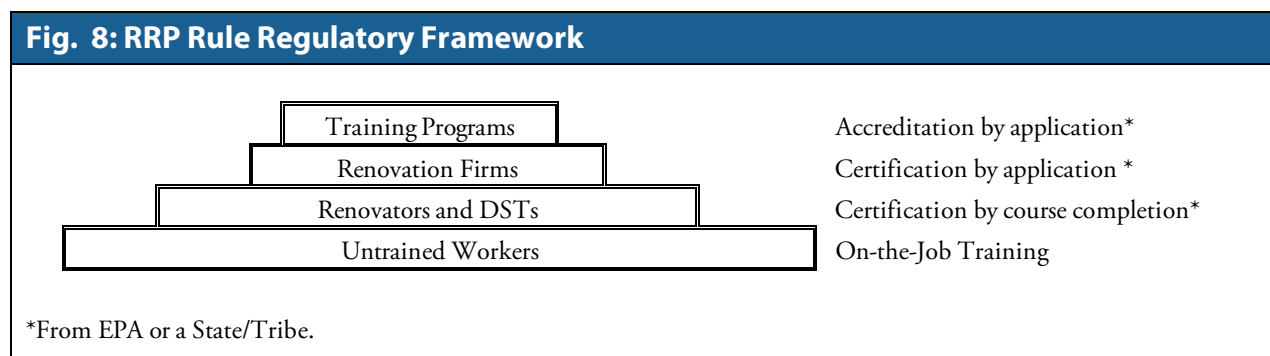 Fig. 8: RRP Rule Regulatory Framework
Training Programs Accreditation by application*
Renovation Firms Certification by application *
Renovators and DSTs Certification by course completion*
Untrained Workers On-the-Job Training
*From EPA or a State/Tribe.